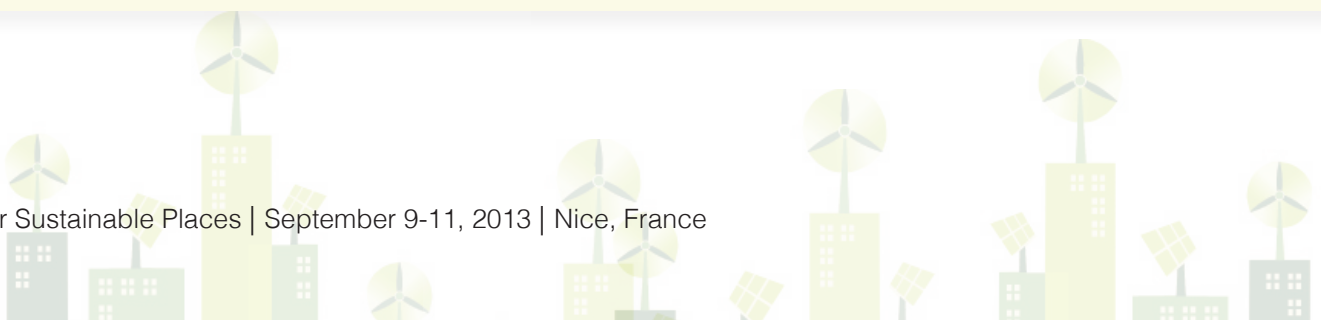 r Sustainable Places | September 9-11, 2013 | Nice, France